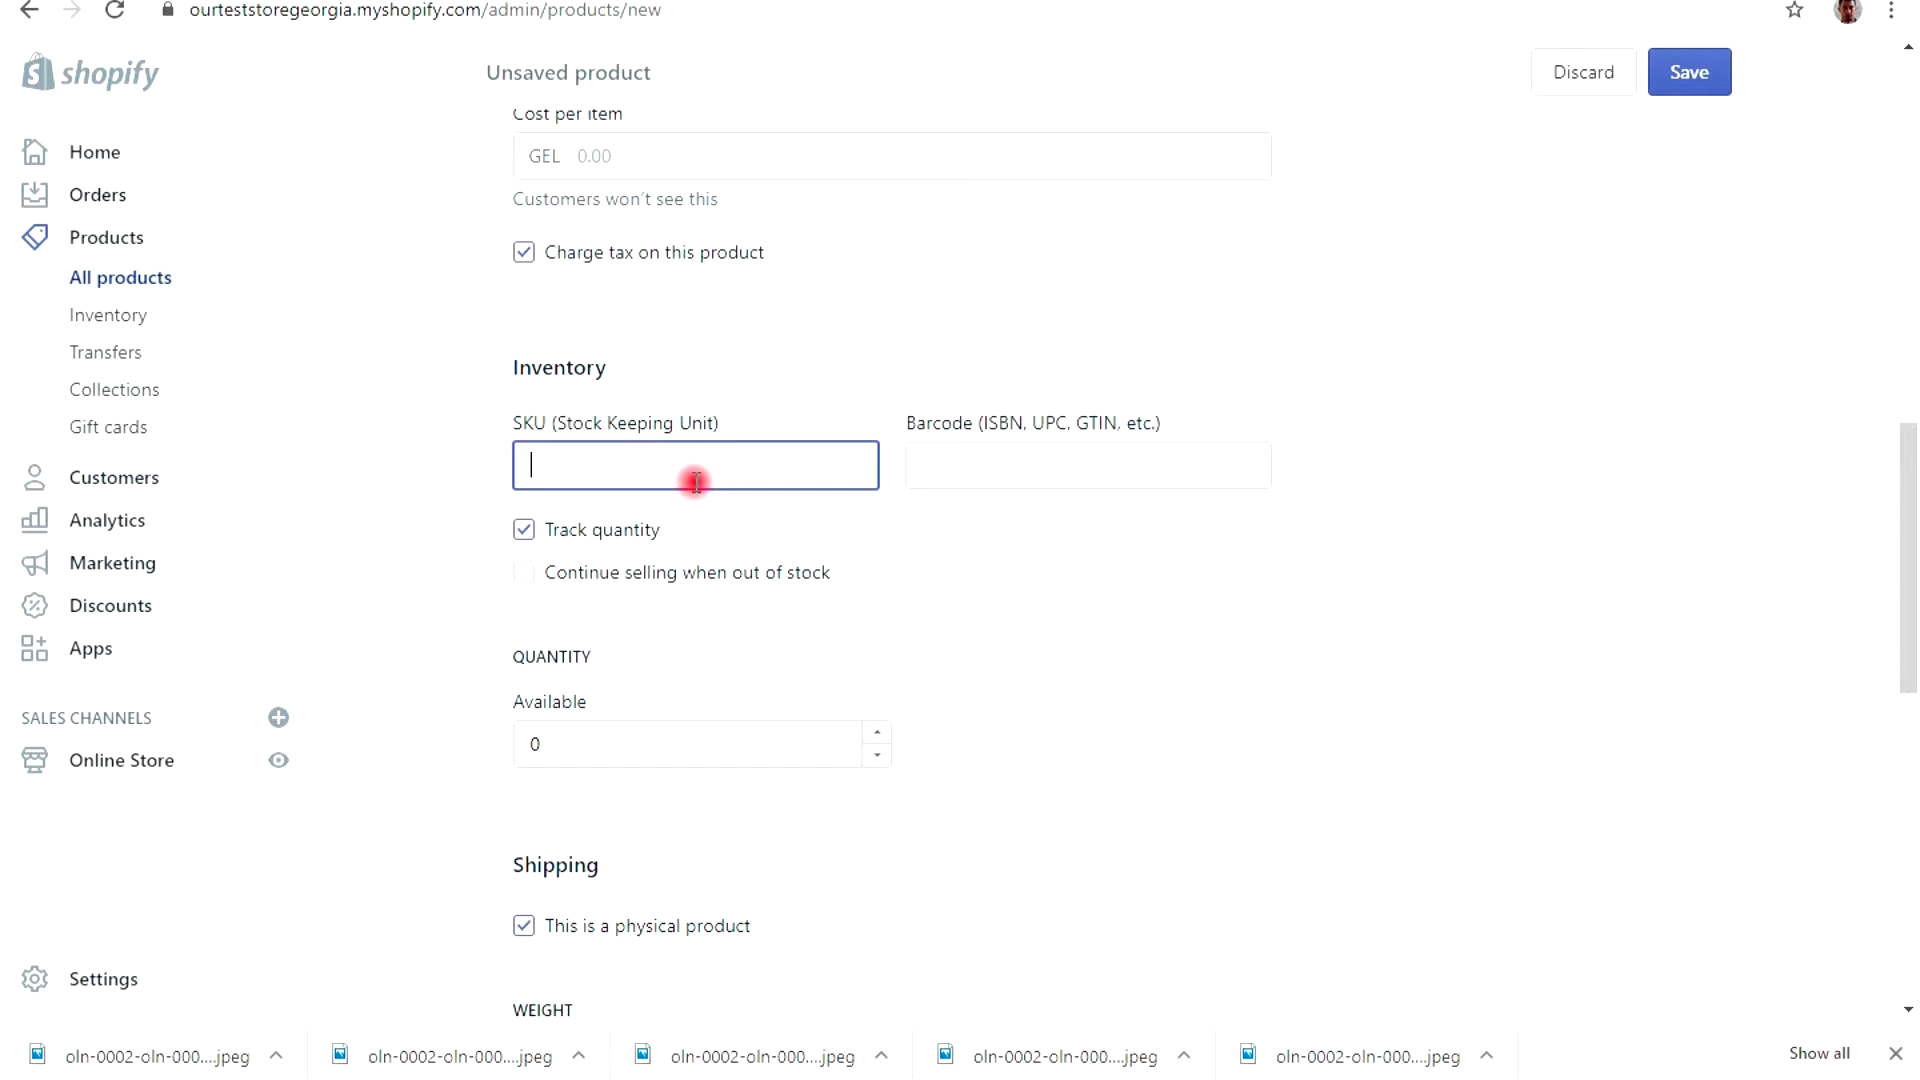 ourteststoregeorgia.myshopify.com/admin/products/new
shopify
Unsaved product
Discard
Save
Home
Orders
Products
All products
Inventory
Transfers
Collections
Gift cards
Customers
Analytics
Marketing
Discounts
Apps
SALES CHANNELS
Online Store
Settings
Cost per item
GEL 0.00
Customers won't see this
Charge tax on this product
Inventory
SKU (Stock Keeping Unit)
Barcode (ISBN, UPC, GTIN, etc.)
Track quantity
Continue selling when out of stock
QUANTITY
Available
0
Shipping
This is a physical product
WEIGHT
oln-0002-oln-000....jpeg
oln-0002-oln-000....jpeg
oln-0002-oln-000....jpeg
oln-0002-oln-000....jpeg
oln-0002-oln-000....jpeg
Show all